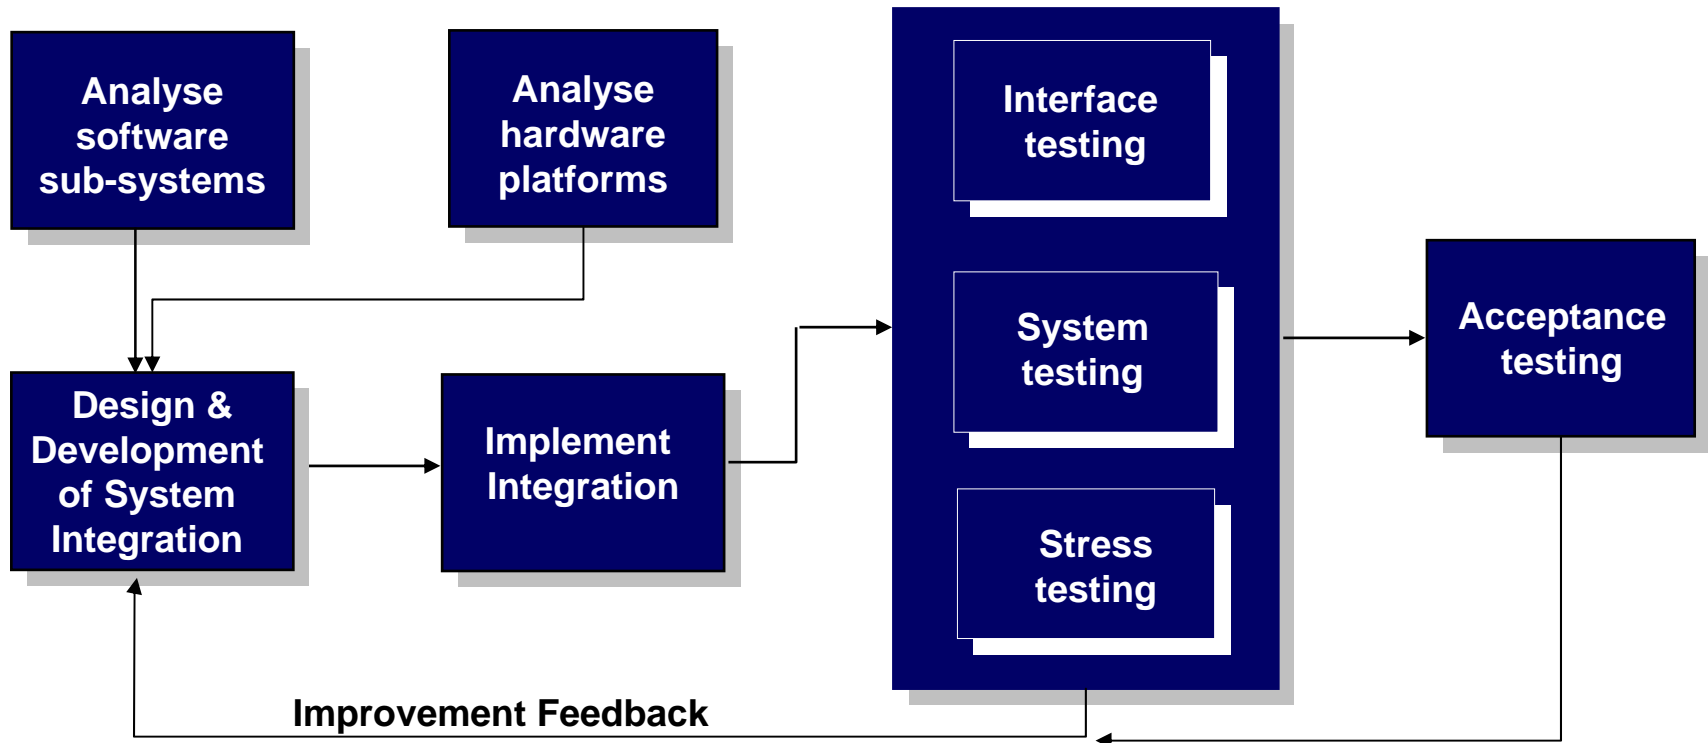 Analyse
software
sub-systems
Analyse
hardware
platforms
Interface
testing
System
testing
Stress
testing
Acceptance
testing
Design &
Development
of System
Integration
Implement
Integration
Improvement Feedback